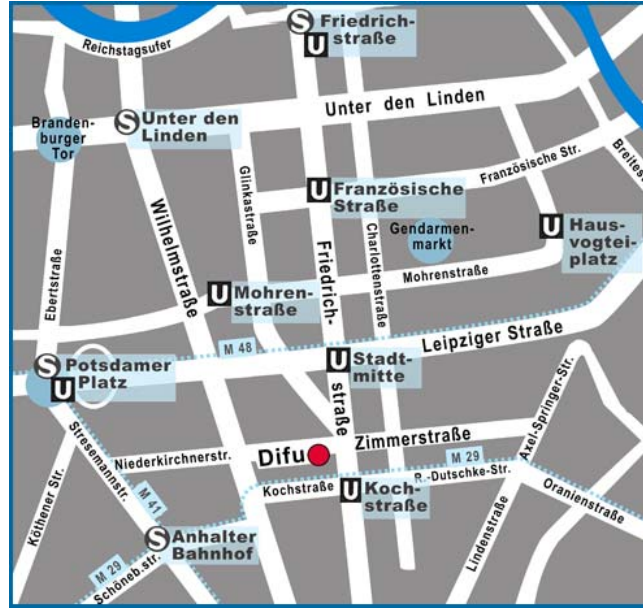 Reichstagsufer
S
Friedrich-
straße
U
Unter den Linden
Branden-
burger
Tor
S
Unter den
Linden
Breitestr
Französische Str.
Glinkastraße
U
Französische
Straße
Wilhelmstraße
Gendarmen-
markt
U
Haus-
vogtei-
platz
Ebertstraße
Friedrich-
straße
Charlottenstraße
Mohrenstraße
U
Mohren-
straße
M 48
Leipziger Straße
S
Potsdamer
Platz
U
U
Stadt-
mitte
Axel-Springer-Str.
Stresemannstr.
Zimmerstraße
Niederkirchnerstr.
Difu
M 29
Kochstraße
R.-Dutschke-Str.
U
Koch-
straße
Oranienstraße
Köthener Str.
M 41
Lindenstraße
S
Anhalter
Bahnhof
M 29
Schöneb.str.